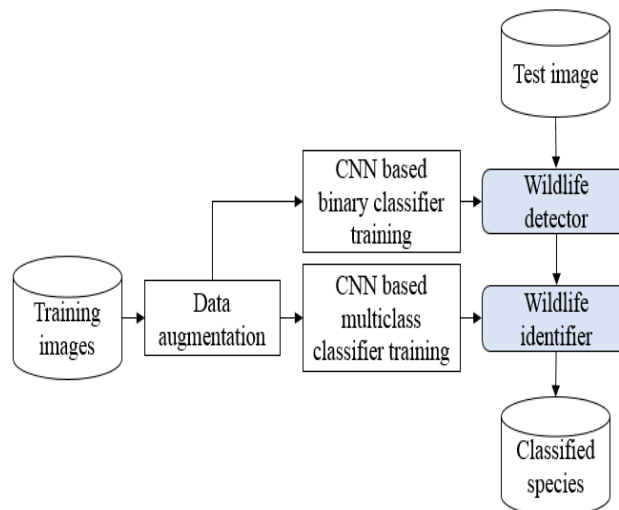 Test image
CNN based
binary classifier
training
Wildlife
detector
Training
images
Data
augmentation
CNN based
multiclass
classifier training
Wildlife
identifier
Classified
species